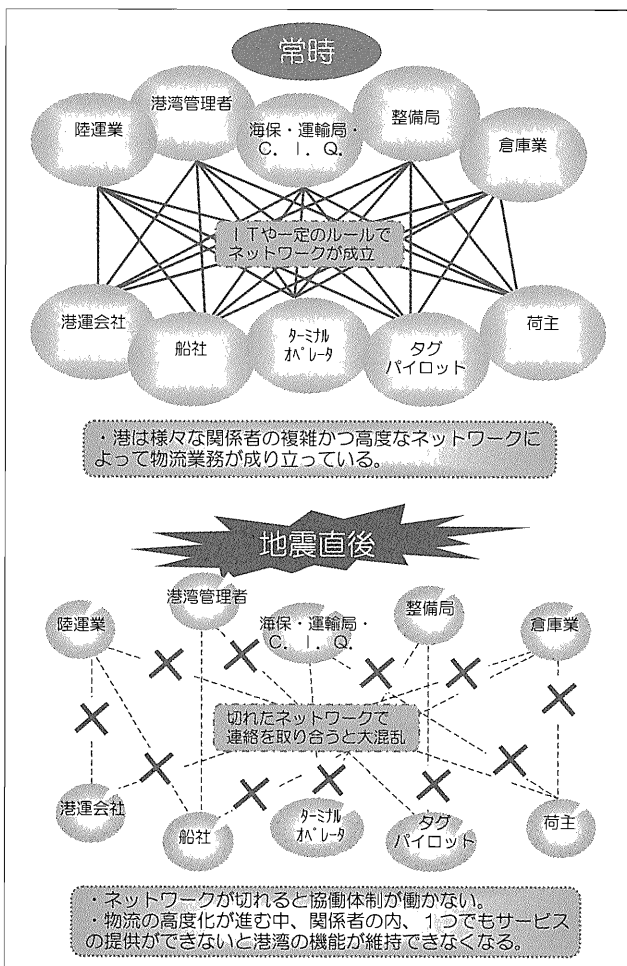 常時
陸運業
港湾管理者
海保・運輸局・
C. I. Q.
整備局
倉庫業
ITや一定のルールで
ネットワークが成立
港運会社
船社
ﾀｰﾐﾅﾙ
ｵﾍﾟﾚｰﾀ
タグ
パイロット
荷主
・港は様々な関係者の複雑かつ高度なネットワークに
よって物流業務が成り立っている。
地震直後
陸運業
港湾管理者
海保・運輸局・
C. I. Q.
整備局
倉庫業
切れたネットワークで
連絡を取り合うと大混乱
港運会社
船社
ﾀｰﾐﾅﾙ
ｵﾍﾟﾚｰﾀ
タグ
パイロット
荷主
・ネットワークが切れると協働体制が働かない。
・物流の高度化が進む中、関係者の内、1つでもサービス
の提供ができないと港湾の機能が維持できなくなる。